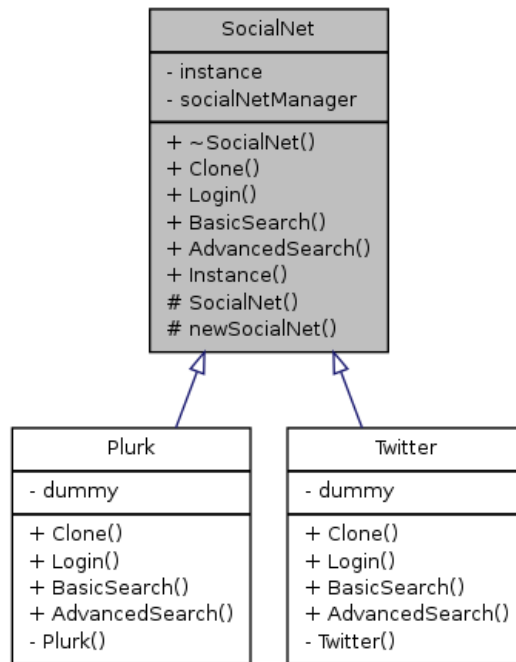 SocialNet
- instance
- socialNetManager
+ ~SocialNet()
+ Clone()
+ Login()
+ BasicSearch()
+ AdvancedSearch()
+ Instance()
# SocialNet()
# newSocialNet()
Plurk
- dummy
+ Clone()
+ Login()
+ BasicSearch()
+ AdvancedSearch()
- Plurk()
Twitter
- dummy
+ Clone()
+ Login()
+ BasicSearch()
+ AdvancedSearch()
- Twitter()